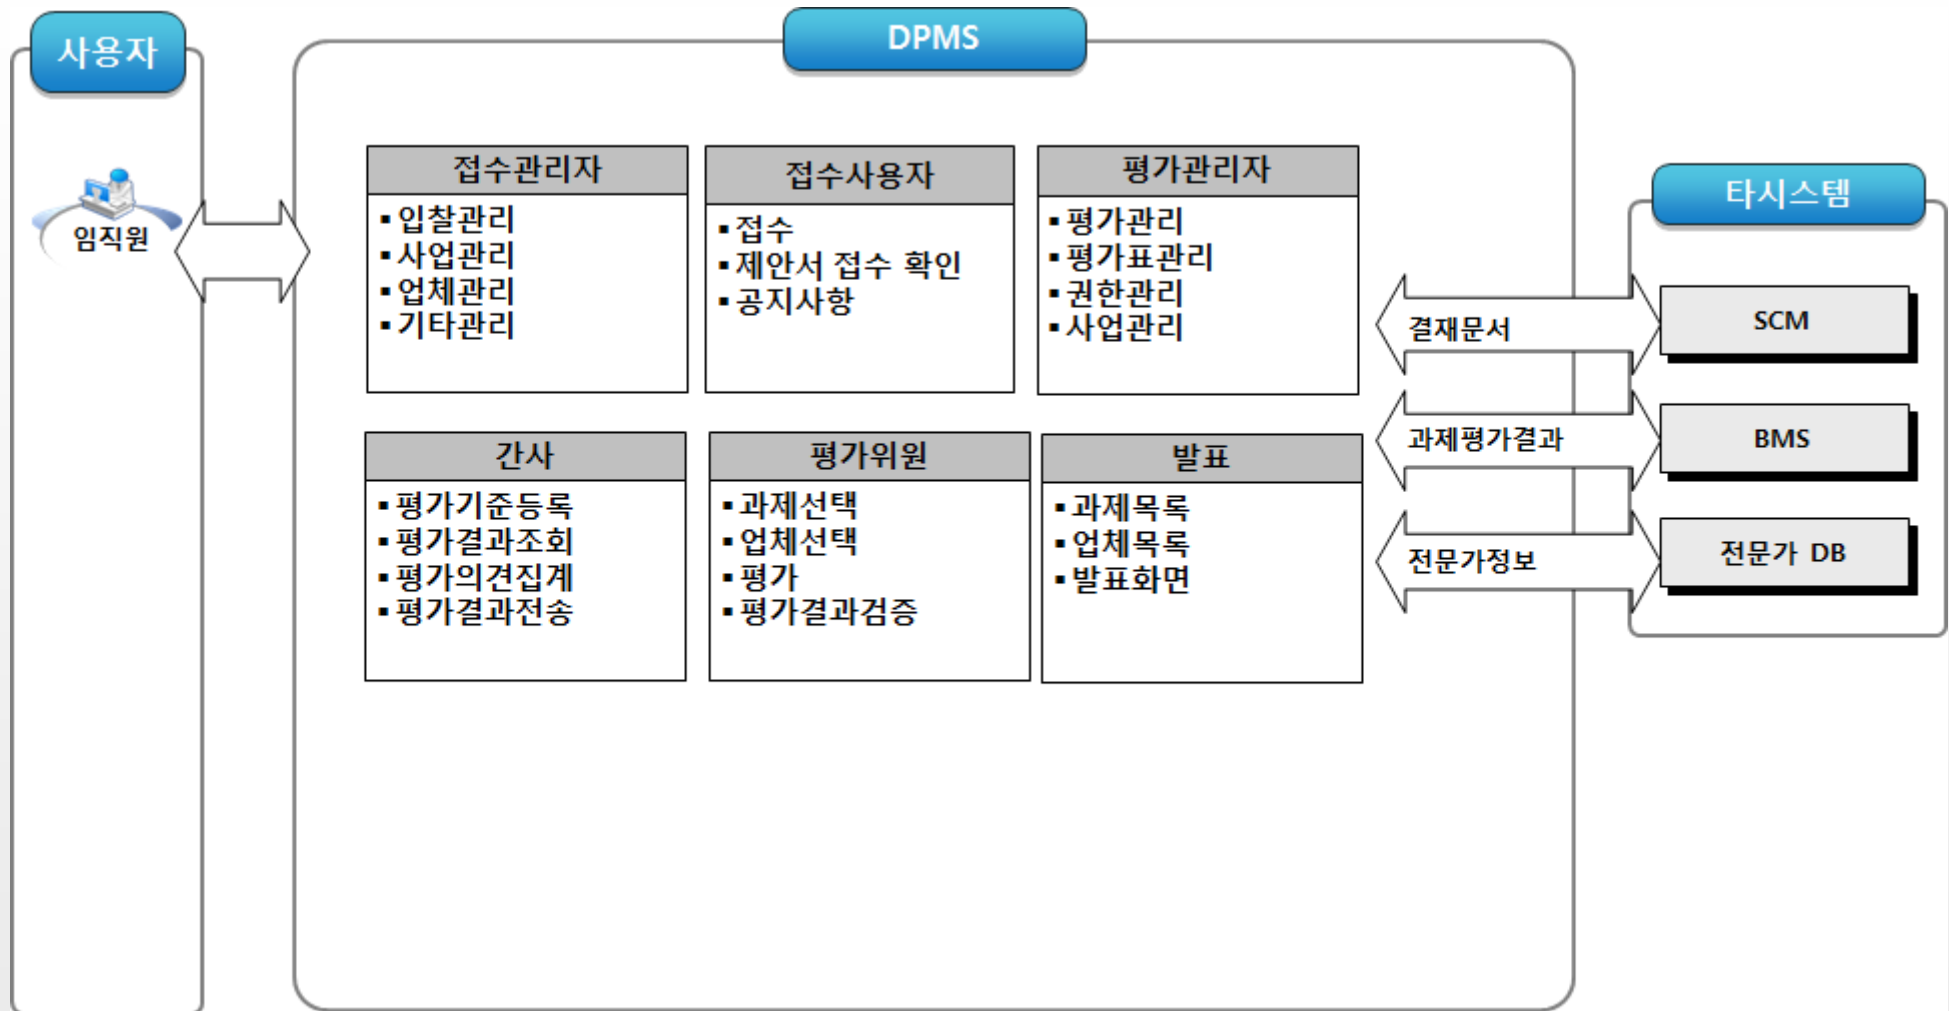 사용자
DPMS
임직원
접수관리자
▪입찰관리
▪사업관리
▪업체관리
▪기타관리
접수사용자
▪접수
▪제안서 접수 확인
▪공지사항
평가관리자
▪평가관리
▪평가표관리
▪권한관리
▪사업관리
간사
▪평가기준등록
▪평가결과조회
▪평가의견집계
▪평가결과전송
평가위원
▪과제선택
▪업체선택
▪평가
▪평가결과검증
발표
▪과제목록
▪업체목록
▪발표화면
타시스템
결재문서
SCM
과제평가결과
BMS
전문가정보
전문가 DB